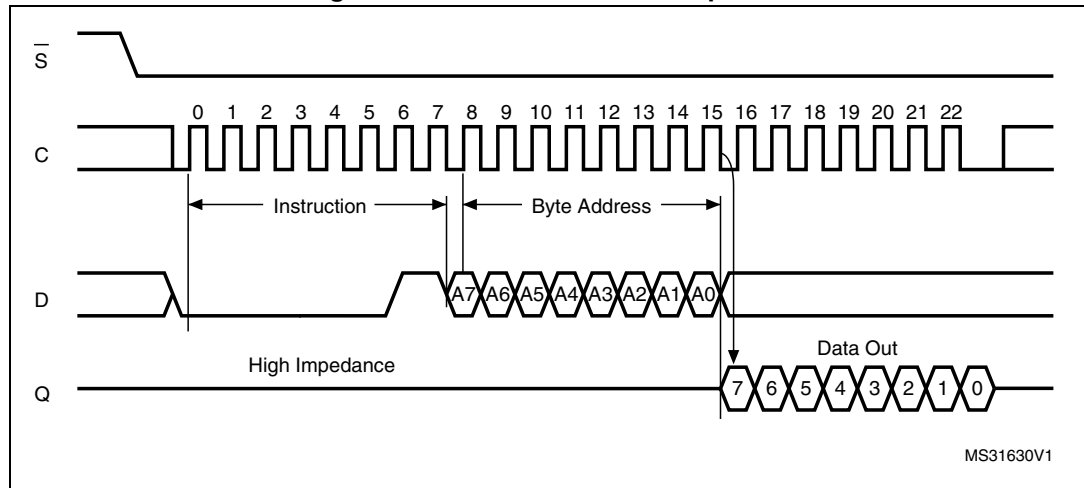 S
0 1 2 3 4 5 6 7 8 9 10 11 12 13 14 15 16 17 18 19 20 21 22
C
Instruction Byte Address
D A7 A6 A5 A4 A3 A2 A1 A0
High Impedance Data Out
Q 7 6 5 4 3 2 1 0
MS31630V1